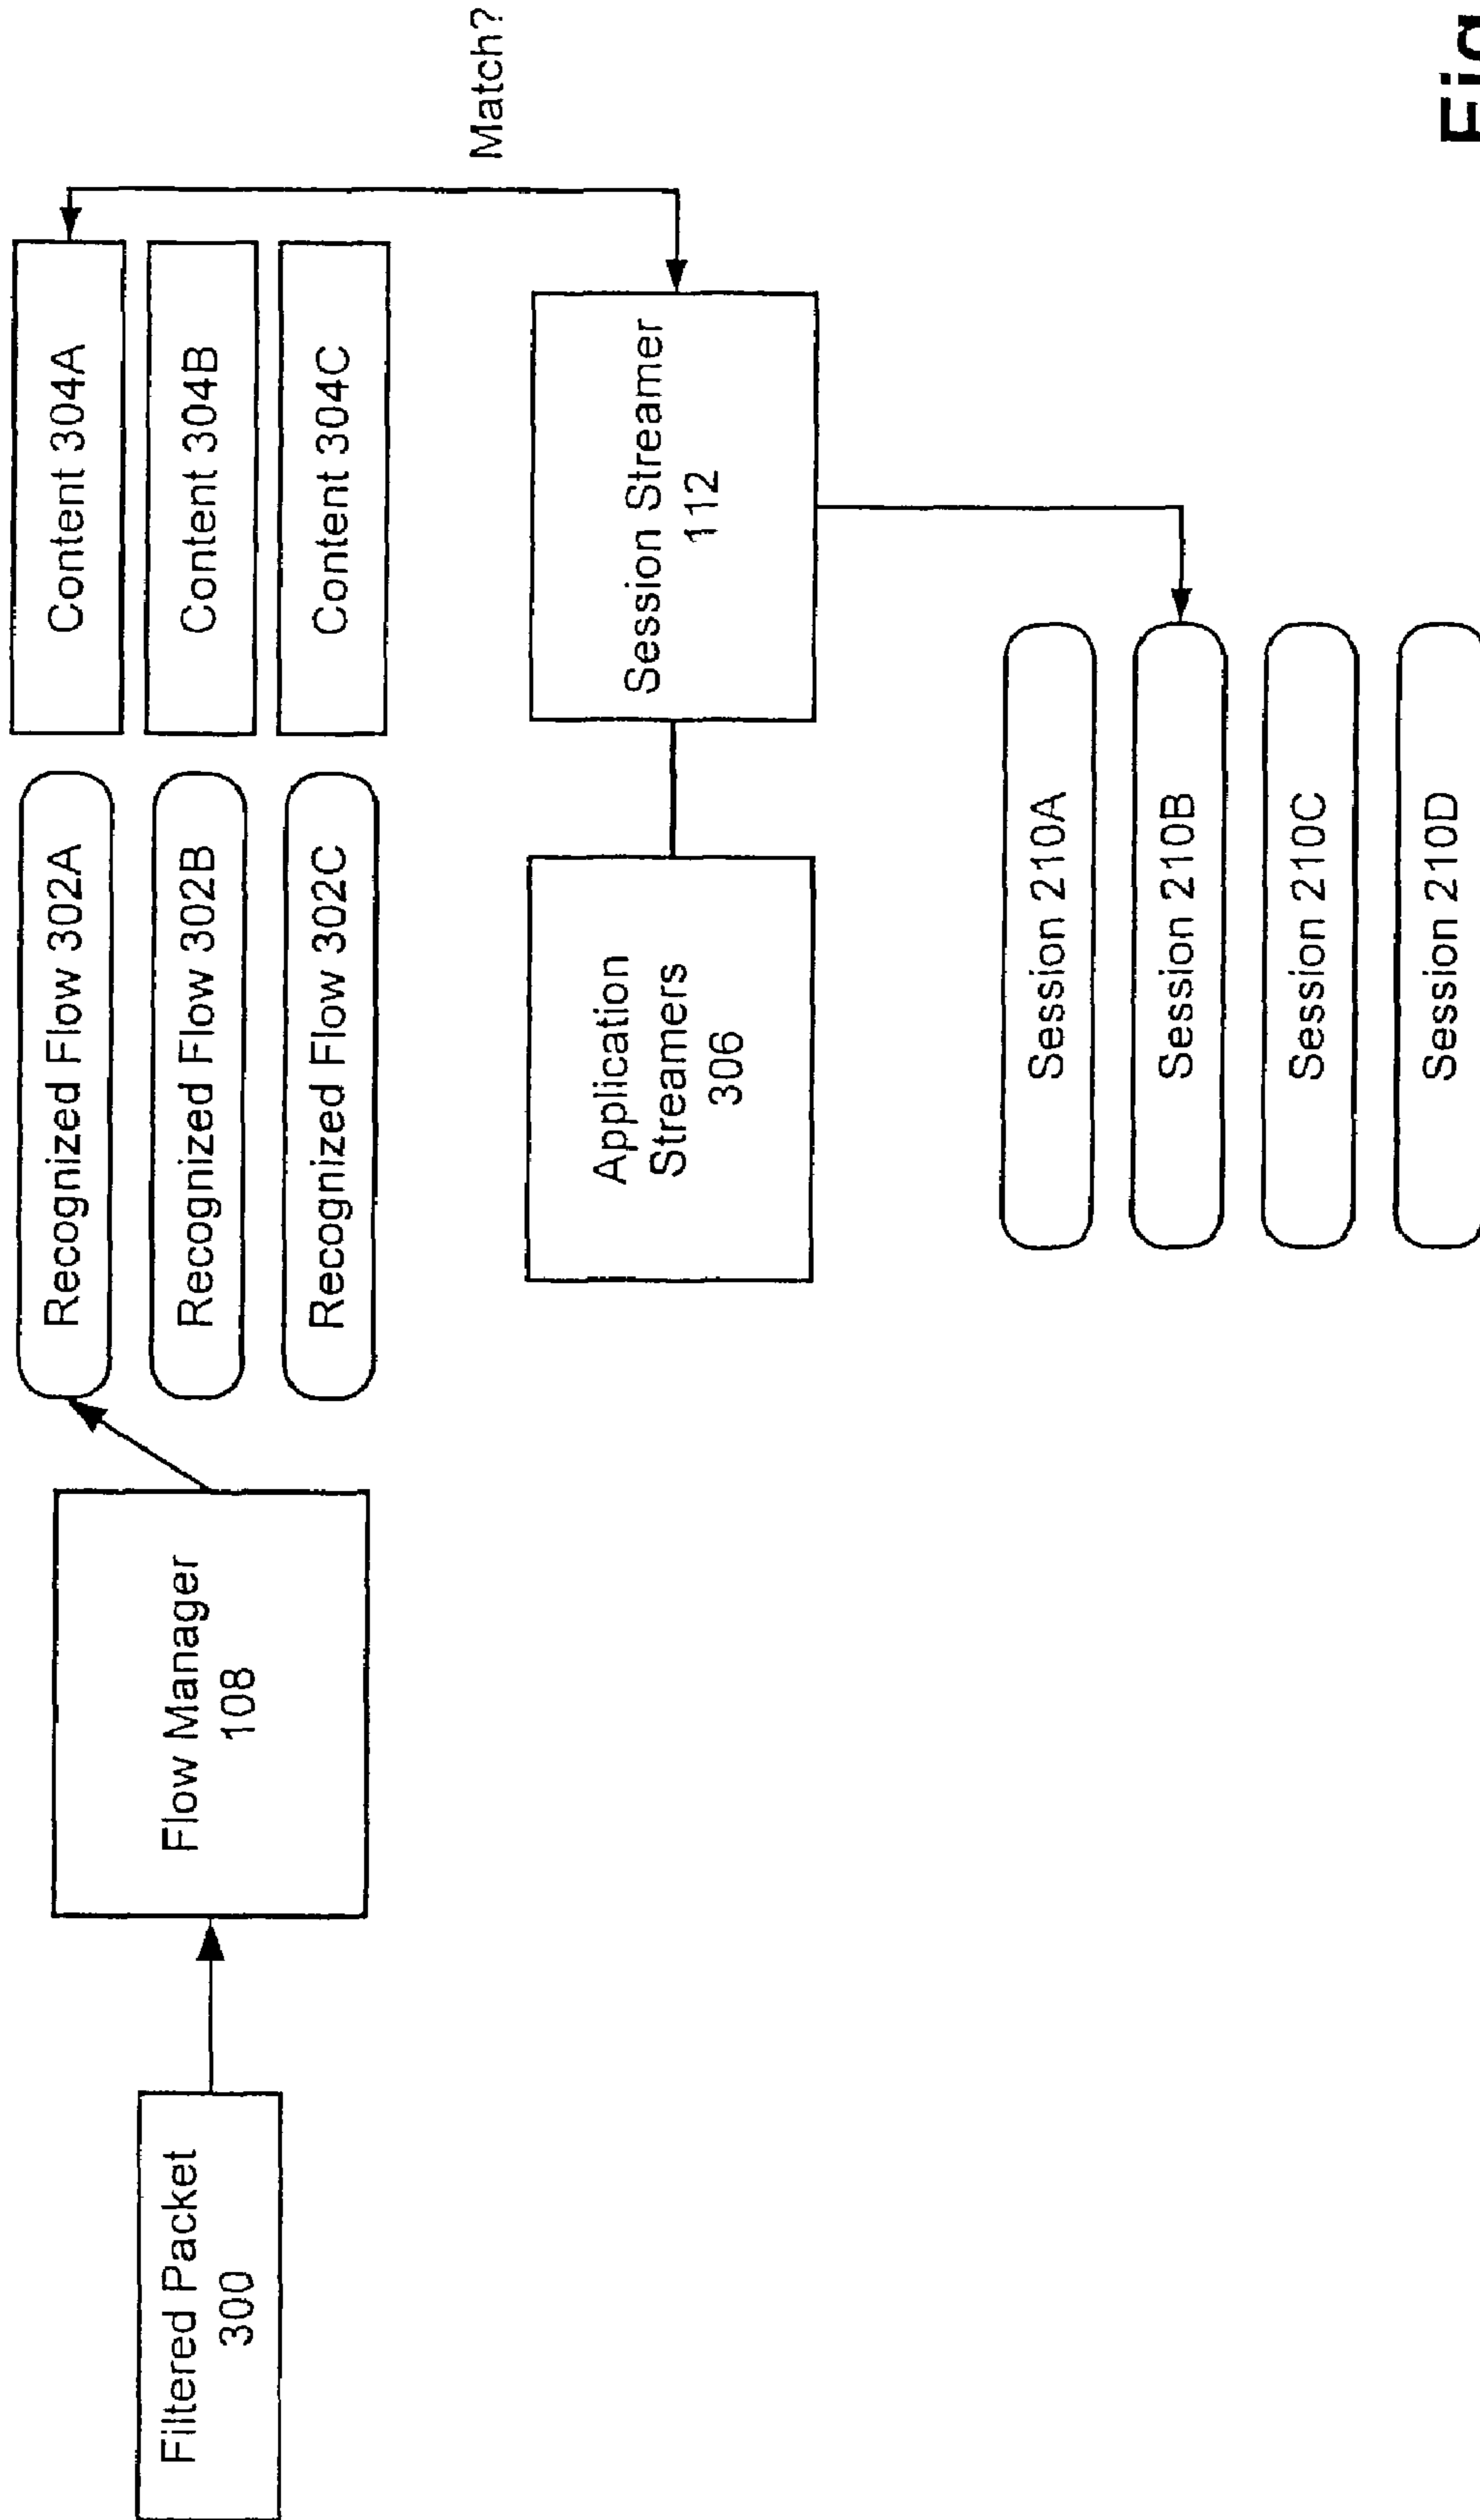 Filtered Packet
300
Flow Manager
108
Recognized Flow 302A
Recognized Flow 302B
Recognized Flow 302C
Content 304A
Content 304B
Content 304C
Match?
Application
Streamers
306
Session Streamer
112
Session 210A
Session 210B
Session 210C
Session 210D